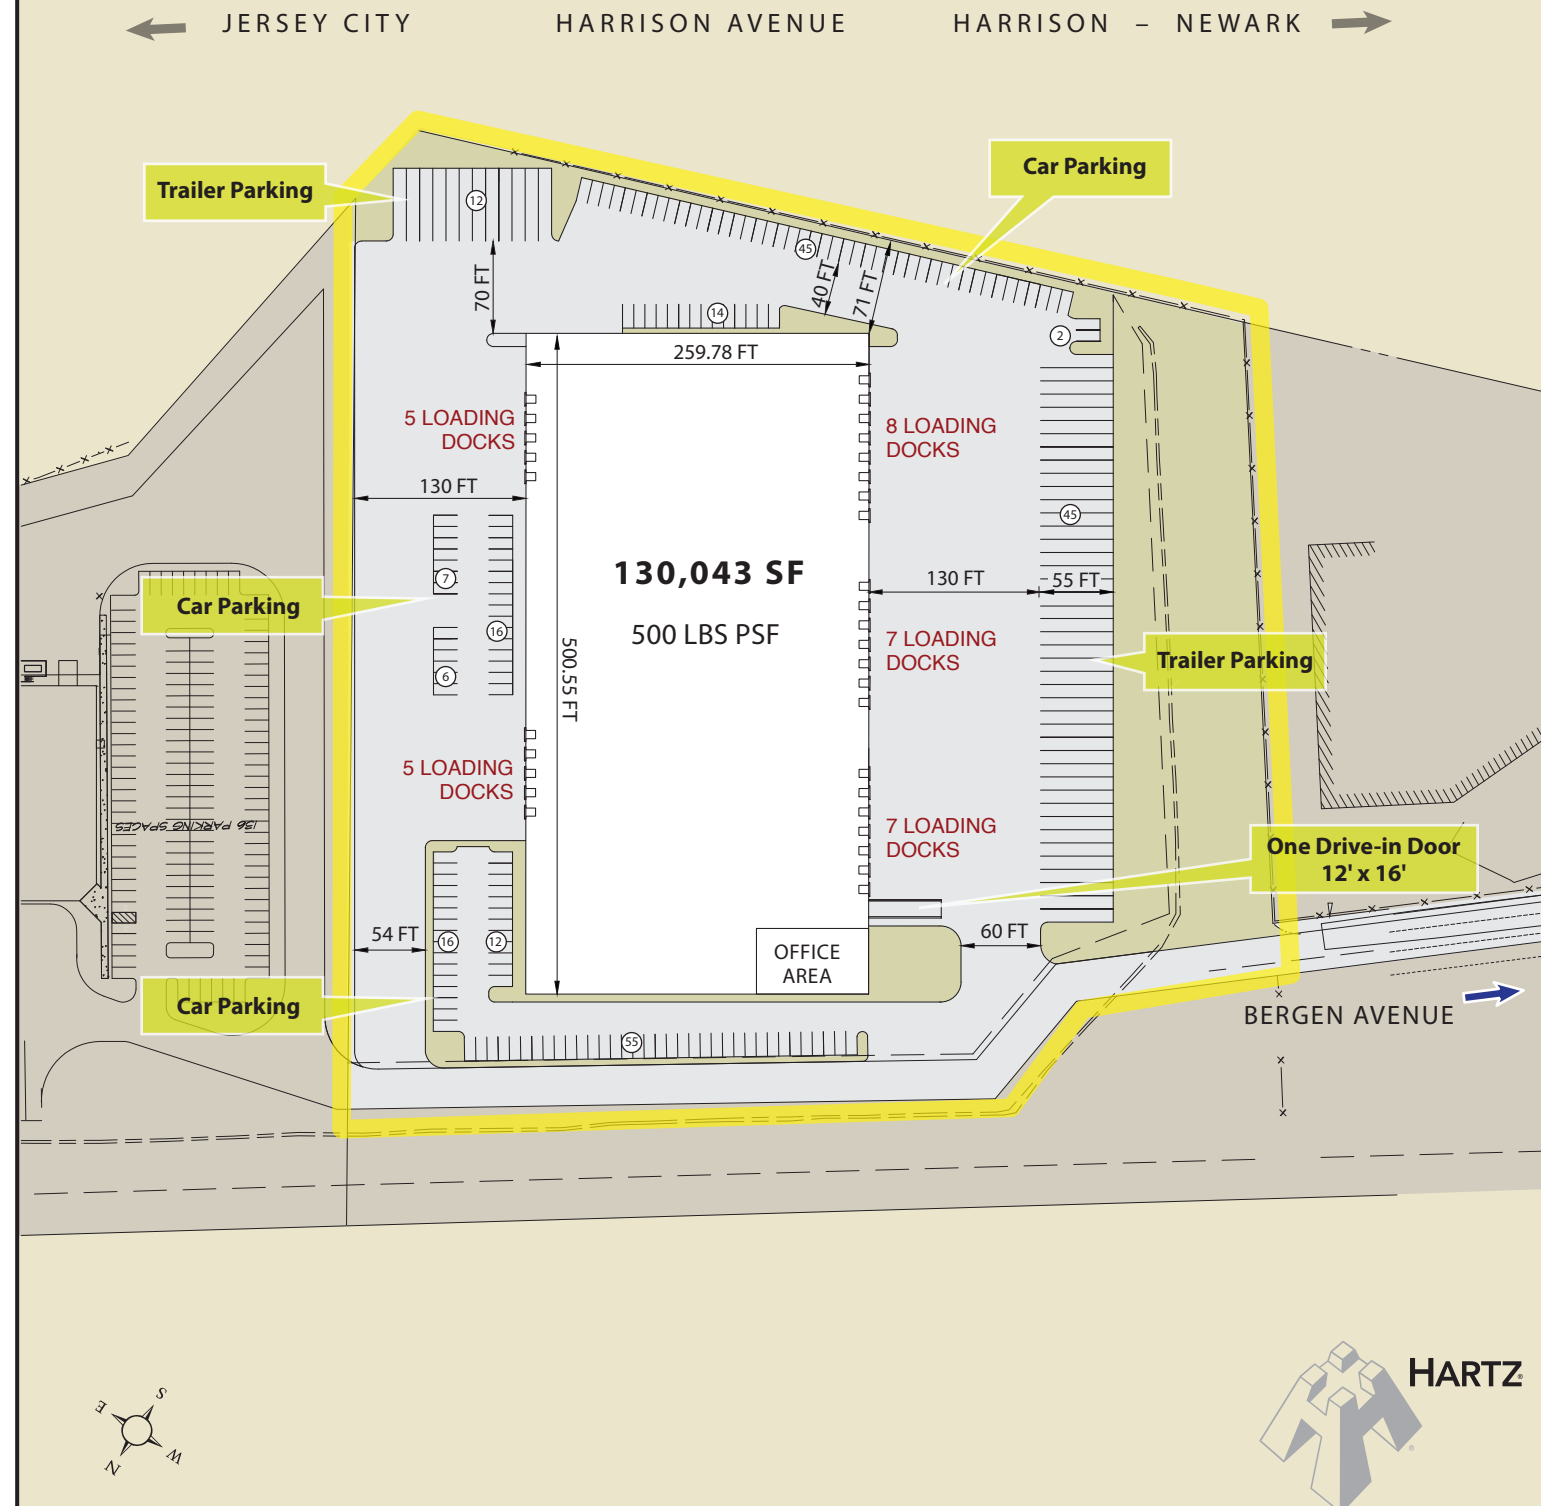 JERSEY CITY
HARRISON AVENUE
HARRISON – NEWARK
Trailer Parking
Car Parking
12
45
40 FT
71 FT
70 FT
14
2
259.78 FT
5 LOADING
DOCKS
8 LOADING
DOCKS
130 FT
45
7
130,043 SF
130 FT
55 FT
Car Parking
16
500 LBS PSF
500.55 FT
7 LOADING
DOCKS
Trailer Parking
6
5 LOADING
DOCKS
136 PARKING SPACES
7 LOADING
DOCKS
One Drive-in Door
12' x 16'
54 FT
16
12
OFFICE
AREA
60 FT
Car Parking
55
BERGEN AVENUE
HARTZ®
®
S
E
W
N